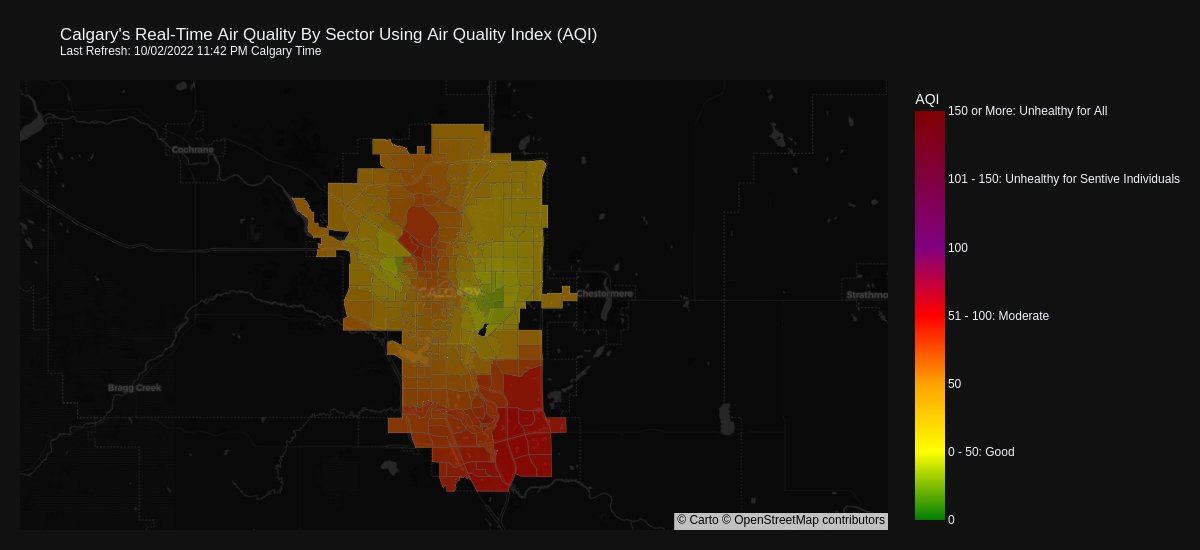 Calgary's Real-Time Air Quality By Sector Using Air Quality Index (AQI)
Last Refresh: 10/02/2022 11:42 PM Calgary Time
AQI
150 or More: Unhealthy for All
101 - 150: Unhealthy for Sentive Individuals
100
51 - 100: Moderate
50
0 - 50: Good
0
Cochrane
CALGARY
Chestermere
Strathmo
Bragg Creek
© Carto © OpenStreetMap contributors